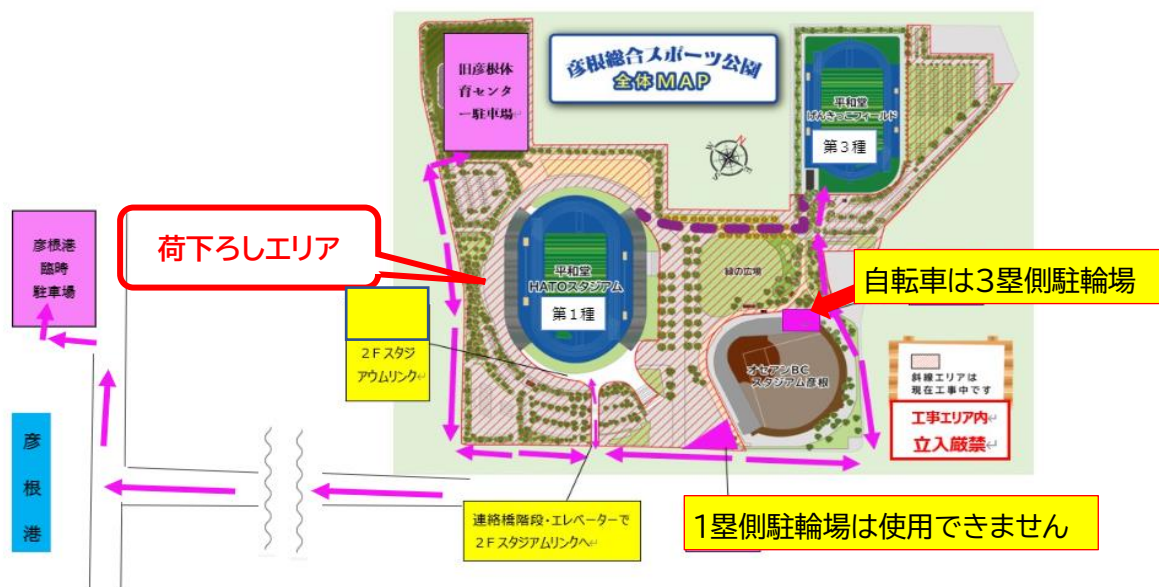 彦根総合スポーツ公園
全体MAP
旧彦根体
育センタ
ー駐車場
平和堂
げんきっこフィールド
第3種
N
E
S
W
彦根港
臨時
駐車場
荷下ろしエリア
平和堂
HATOスタジアム
第1種
緑の広場
自転車は3塁側駐輪場
2Fスタジ
アウムリンク
オセアンBC
スタジアム彦根
斜線エリアは
現在工事中です
工事エリア内
立入厳禁
彦根港
連絡橋階段・エレベーターで
2Fスタジアムリンクへ
1塁側駐輪場は使用できません